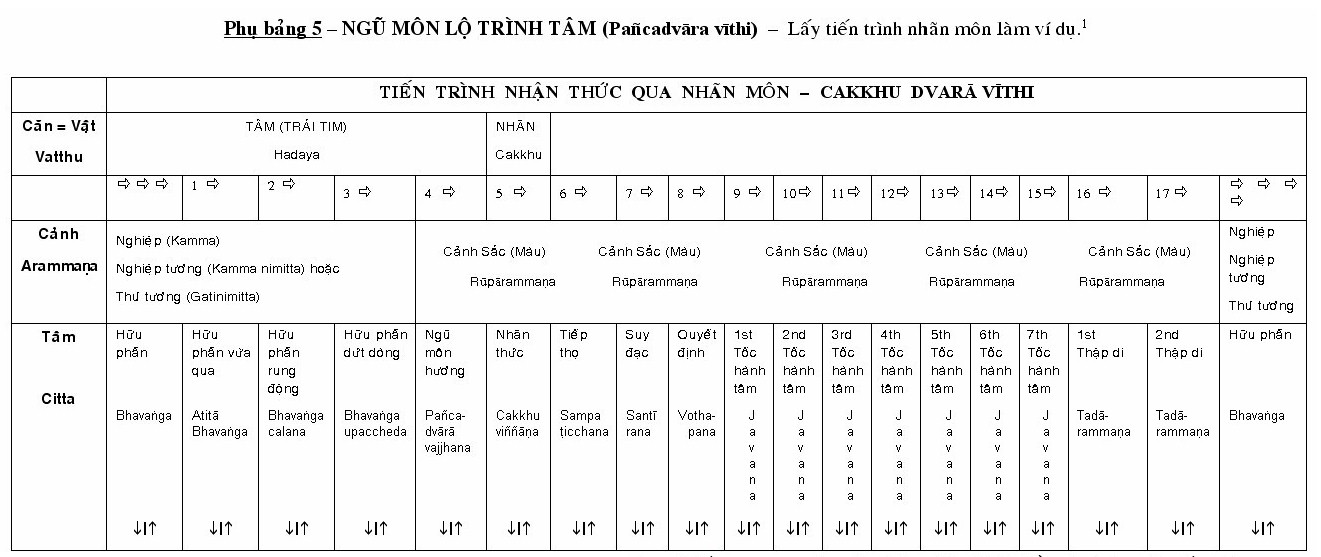 Phụ bảng 5 – NGŨ MÔN LỘ TRÌNH TÂM (Pañcadvāra vīthi) – Lấy tiến trình nhãn môn làm ví dụ.1
TIẾN TRÌNH NHẬN THỨC QUA NHÃN MÔN – CAKKHU DVARĀ VĪTHI
Căn = Vật
Vatthu
TÂM (TRÁI TIM)
Hadaya
NHÃN
Cakkhu
⇨ ⇨ ⇨ 1 ⇨ 2 ⇨ 3 ⇨ 4 ⇨ 5 ⇨ 6 ⇨ 7 ⇨ 8 ⇨ 9 ⇨ 10⇨ 11⇨ 12⇨ 13⇨ 14⇨ 15⇨ 16 ⇨ 17⇨ ⇨ ⇨ ⇨
⇨
Cảnh
Arammaṇa
Nghiệp (Kamma)
Nghiệp tương (Kamma nimitta) hoặc
Thư tương (Gatinimitta)
Cảnh Sắc (Màu) Cảnh Sắc (Màu) Cảnh Sắc (Màu) Cảnh Sắc (Màu) Cảnh Sắc (Màu)
Rūpārammaṇa Rūpārammaṇa Rūpārammaṇa Rūpārammaṇa Rūpārammaṇa
Nghiệp
Nghiệp
tương
Thư tương
Tâm
Citta
Hữu
phần
Bhavaṅga
↓I↑
Hữu
phần vừa
qua
Atitā
Bhavaṅga
↓I↑
Hữu
phần
rung
động
Bhavaṅga
calana
↓I↑
Hữu phần
dứt dòng
Bhavaṅga
upaccheda
↓I↑
Ngũ
môn
hướng
Pañca-
dvārā
vajjhana
↓I↑
Nhãn
thức
Cakkhu
viññāṇa
↓I↑
Tiếp
thọ
Sampa
ṭicchana
↓I↑
Suy
đạc
Santī
rana
↓I↑
Quyết
định
Votha-
pana
↓I↑
1st
Tốc
hành
tâm
J
a
v
a
n
a
↓I↑
2nd
Tốc
hành
tâm
J
a
v
a
n
a
↓I↑
3rd
Tốc
hành
tâm
J
a
v
a
n
a
↓I↑
4th
Tốc
hành
tâm
J
a
v
a
n
a
↓I↑
5th
Tốc
hành
tâm
J
a
v
a
n
a
↓I↑
6th
Tốc
hành
tâm
J
a
v
a
n
a
↓I↑
7th
Tốc
hành
tâm
J
a
v
a
n
a
↓I↑
1st
Thập di
Tadā-
rammaṇa
↓I↑
2nd
Thập di
Tadā-
rammaṇa
↓I↑
Hữu phần
Bhavaṅga
↓I↑